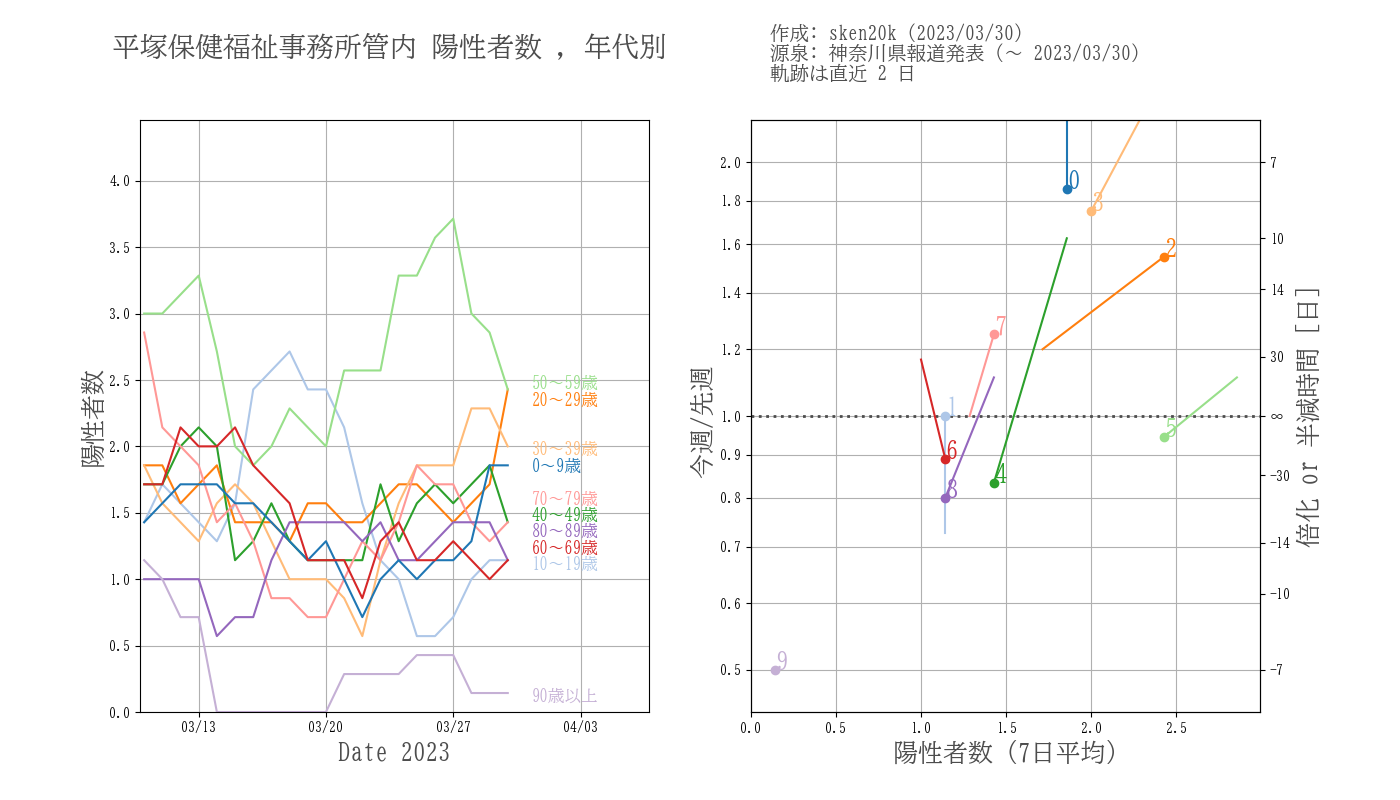 平塚保健福祉事務所管内 陽性者数 , 年代別
作成: sken20k (2023/03/30)
源泉: 神奈川県報道発表 (～ 2023/03/30)
軌跡は直近 2 日
陽性者数
4.0
3.5
3.0
2.5
2.0
1.5
1.0
0.5
0.0
50～59歳
20～29歳
30～39歳
0～9歳
70～79歳
40～49歳
80～89歳
60～69歳
10～19歳
90歳以上
03/13
03/20
03/27
04/03
Date 2023
今週/先週
2.0
1.8
1.6
1.4
1.2
1.0
0.9
0.8
0.7
0.6
0.5
0
3
2
7
1
5
6
4
8
9
7
10
14
30
∞
-30
-14
-10
-7
倍化 or 半減時間 [日]
0.0
0.5
1.0
1.5
2.0
2.5
陽性者数 (7日平均)